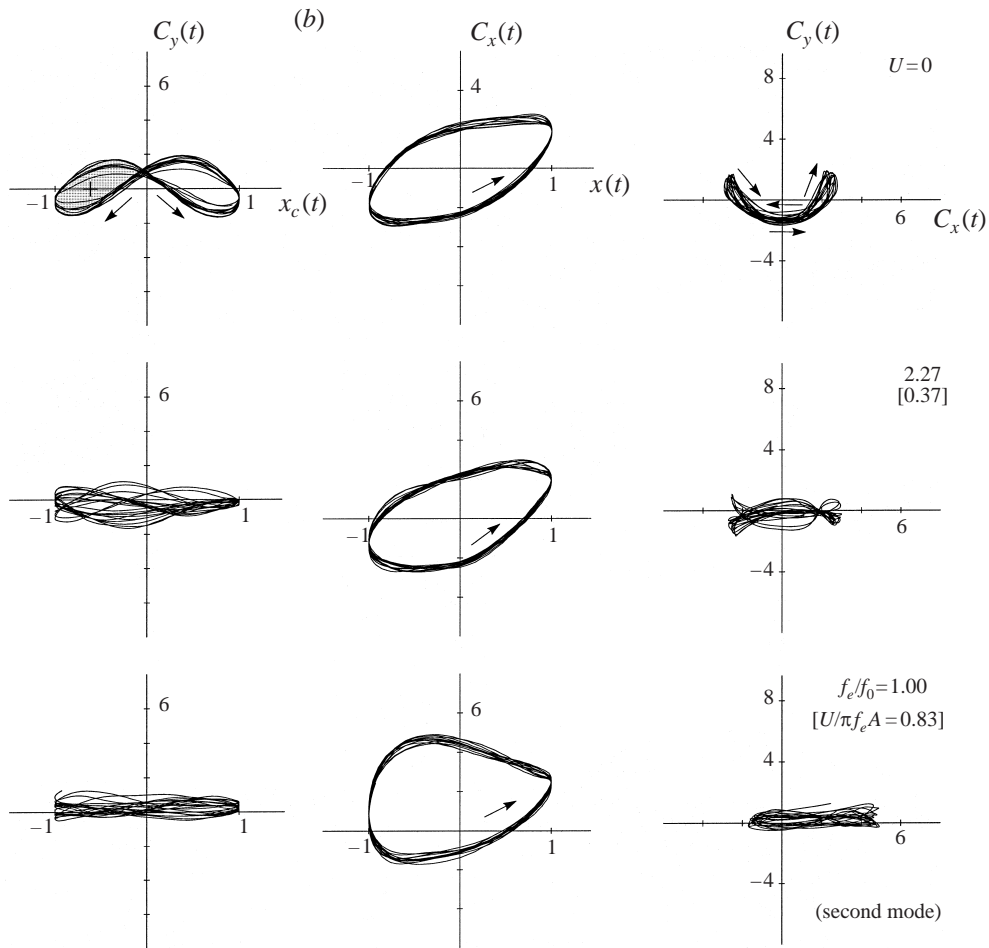 (b)
C_y(t) C_x(t) C_y(t)
U=0
6 4 8
4
−1 1 x_c(t) −1 1 x(t) 6 C_x(t)
−4
2.27
[0.37]
6 6 8
4
−1 1 −1 1 6
−4
f_e/f_0=1.00
[U/πf_eA=0.83]
6 6 8
4
−1 1 −1 1 6
−4
(second mode)